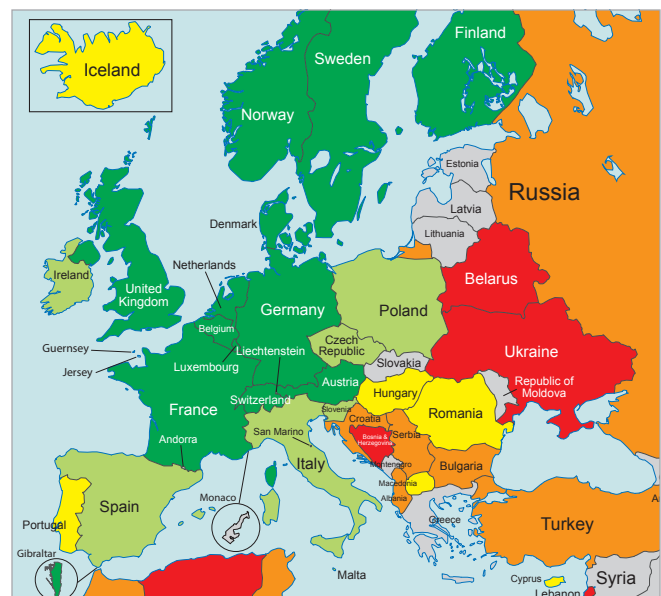 Iceland
Finland
Sweden
Norway
Estonia
Russia
Latvia
Denmark
Lithuania
Netherlands
Ireland
Belarus
United
Kingdom
Germany
Poland
Belgium
Czech
Republic
Guernsey
Liechtenstein
Ukraine
Luxembourg
Slovakia
Jersey
Austria
Republic of
Moldova
Hungary
Switzerland
France
Romania
Slovenia
Croatia
San Marino
Serbia
Andorra
Bosnia &
Herzegovina
Italy
Montenegro
Bulgaria
Macedonia
Monaco
Albania
Spain
Portugal
Greece
Turkey
Gibraltar
Malta
Cyprus
Syria
Lebanon